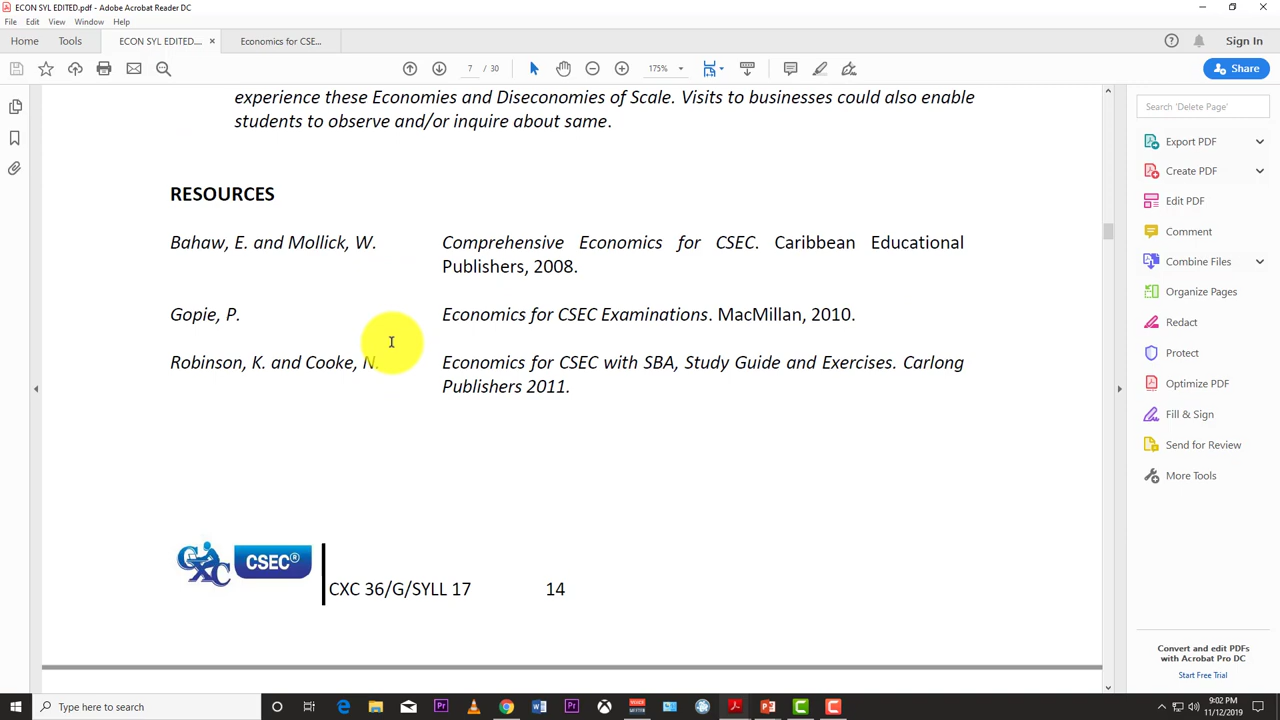 ECON SYL EDITED.pdf - Adobe Acrobat Reader DC
File Edit View Window Help
Home Tools ECON SYL EDITED.... × Economics for CSE... Sign In
7 / 30 175% Share
experience these Economies and Diseconomies of Scale. Visits to businesses could also enable
students to observe and/or inquire about same.
RESOURCES
Bahaw, E. and Mollick, W. Comprehensive Economics for CSEC. Caribbean Educational
Publishers, 2008.
Gopie, P. Economics for CSEC Examinations. MacMillan, 2010.
Robinson, K. and Cooke, N. Economics for CSEC with SBA, Study Guide and Exercises. Carlong
Publishers 2011.
CXC CSEC®
CXC 36/G/SYLL 17 14
Search 'Delete Page'
Export PDF
Create PDF
Edit PDF
Comment
Combine Files
Organize Pages
Redact
Protect
Optimize PDF
Fill & Sign
Send for Review
More Tools
Convert and edit PDFs
with Acrobat Pro DC
Start Free Trial
Type here to search
9:02 PM
11/12/2019